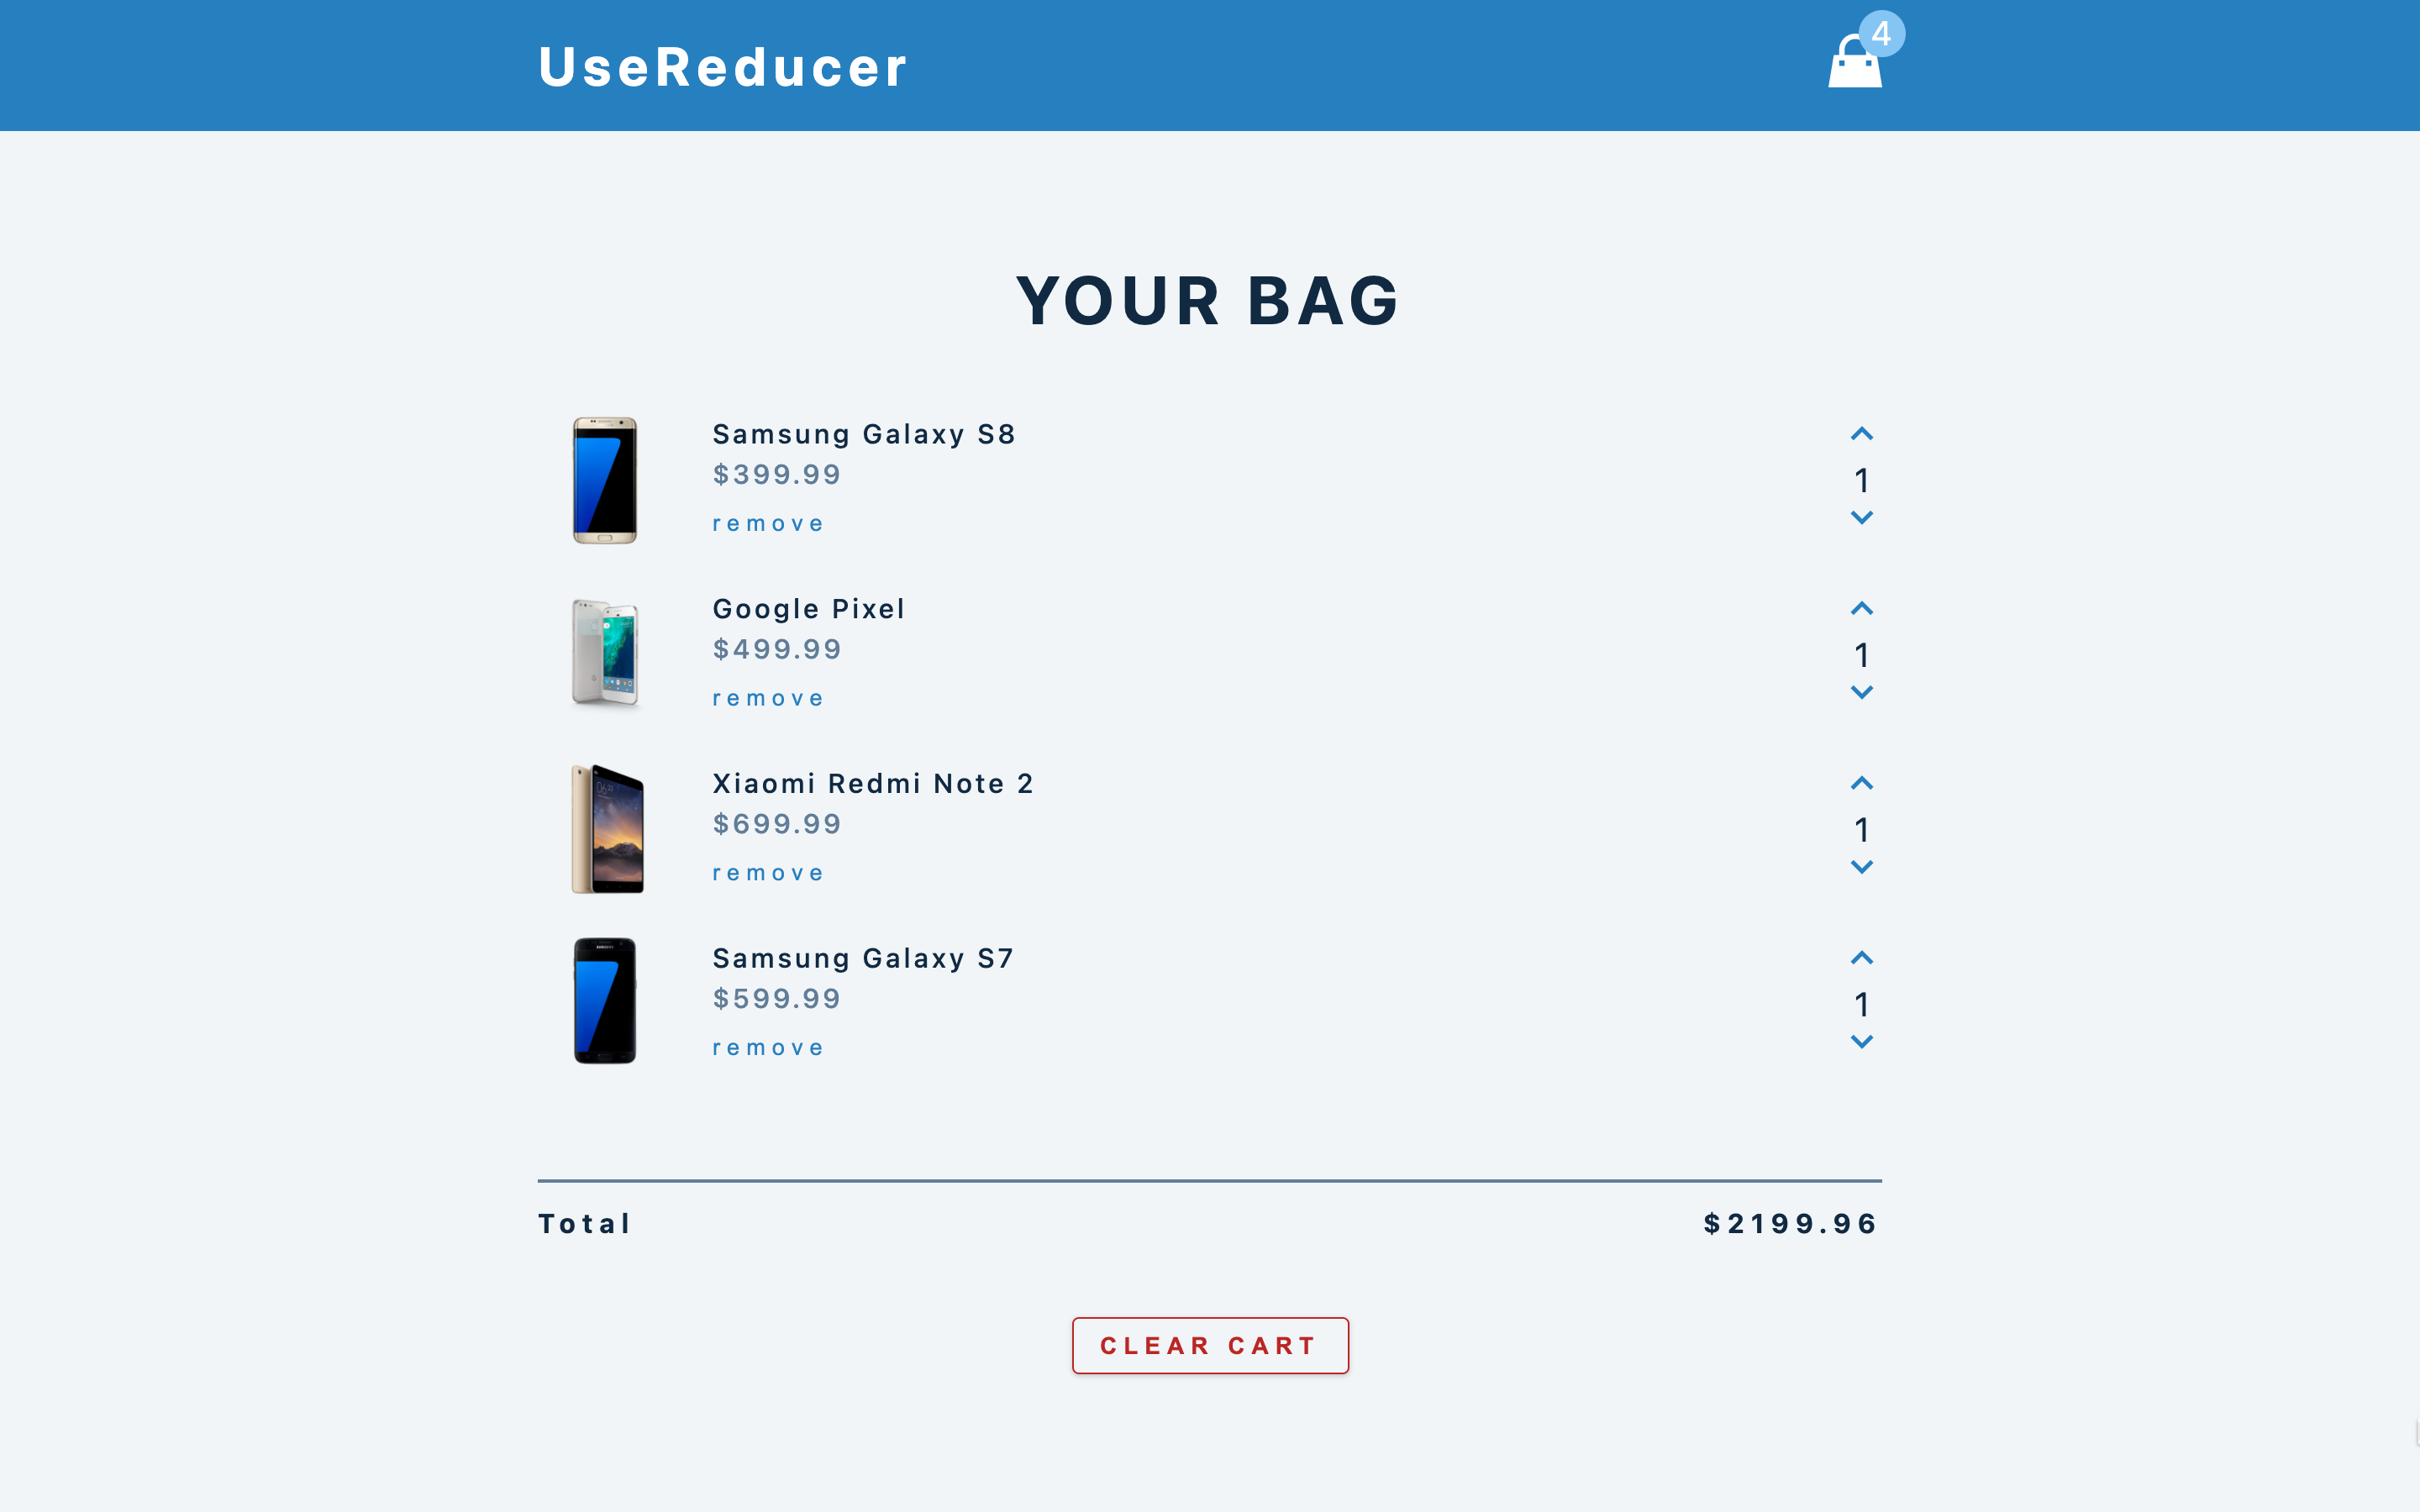 UseReducer
4
YOUR BAG
Samsung Galaxy S8
$399.99
remove
1
Google Pixel
$499.99
remove
1
Xiaomi Redmi Note 2
$699.99
remove
1
Samsung Galaxy S7
$599.99
remove
1
Total
$2199.96
CLEAR CART